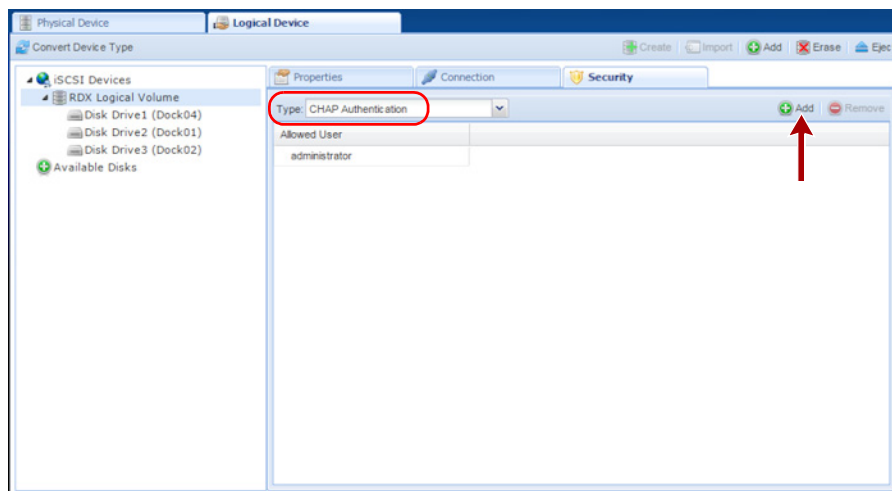 Physical Device
Logical Device
Convert Device Type
Create
Import
Add
Erase
Ejec
iSCSI Devices
RDX Logical Volume
Disk Drive1 (Dock04)
Disk Drive2 (Dock01)
Disk Drive3 (Dock02)
Available Disks
Properties
Connection
Security
Type: CHAP Authentication
Add
Remove
Allowed User
administrator